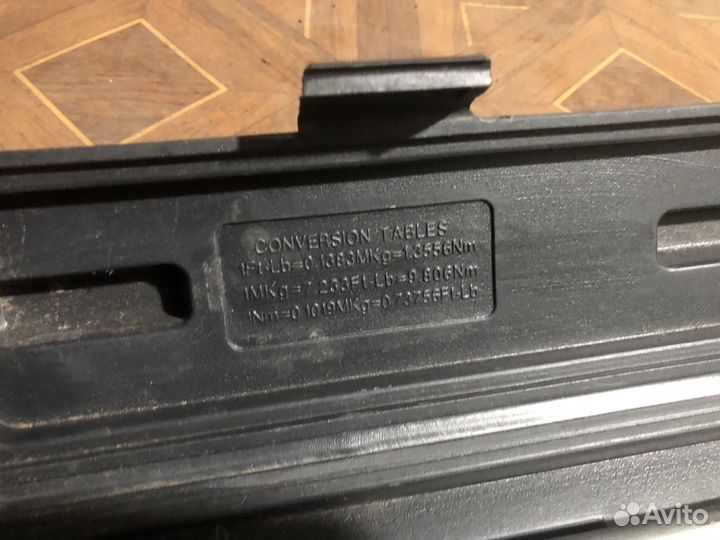 CONVERSION TABLES
1Ft-Lb=0.1383MKg=1.3556Nm
1MKg=7.233Ft-Lb=9.806Nm
1Nm=0.1019MKg=0.73756Ft-Lb
Avito